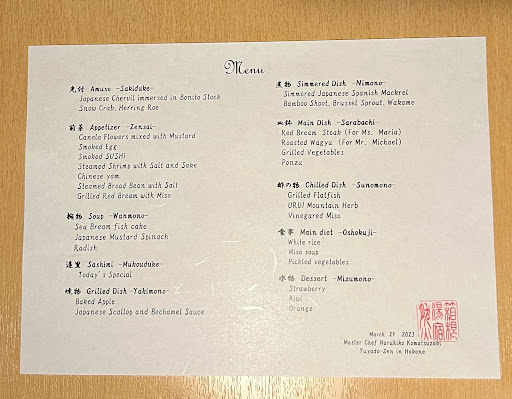 Menu
先付 Amuse -Sakiduke-
Japanese Chervil immersed in Bonito Stock
Snow Crab, Herring Roe
前菜 Appetizer -Zensai-
Canola Flowers mixed with Mustard
Smoked Egg
Smoked SUSHI
Steamed Shrimp with Salt and Sake
Chinese yam
Steamed Broad Bean with Salt
Grilled Red Bream with Miso
椀物 Soup -Wanmono-
Sea Bream fish cake
Japanese Mustard Spinach
Radish
Sashimi -Mukouduke-
Today's Special
焼物 Grilled Dish -Yakimono-
Baked Apple
Japanese Scallop and Bechamel Sauce
煮物 Simmered Dish -Nimono-
Simmered Japanese Spanish Mackrel
Bamboo Shoot, Brussel Sprout, Wakame
皿鉢 Main Dish -Sarabachi-
Red Bream Steak (For Ms. Maria)
Roasted Wagyu (For Mr. Michael)
Grilled Vegetables
Ponzu
酢の物 Chilled Dish -Sunomono-
Grilled Flatfish
URUI Mountain Herb
Vinegared Miso
食事 Main diet -Oshokuji-
White rice
Miso soup
Pickled vegetables
水物 Dessert -Mizumono-
Strawberry
Kiwi
Orange
March 29 2023
Master Chef Naruhiko Komatsuzaki
Yuyado-Zen in Hakone